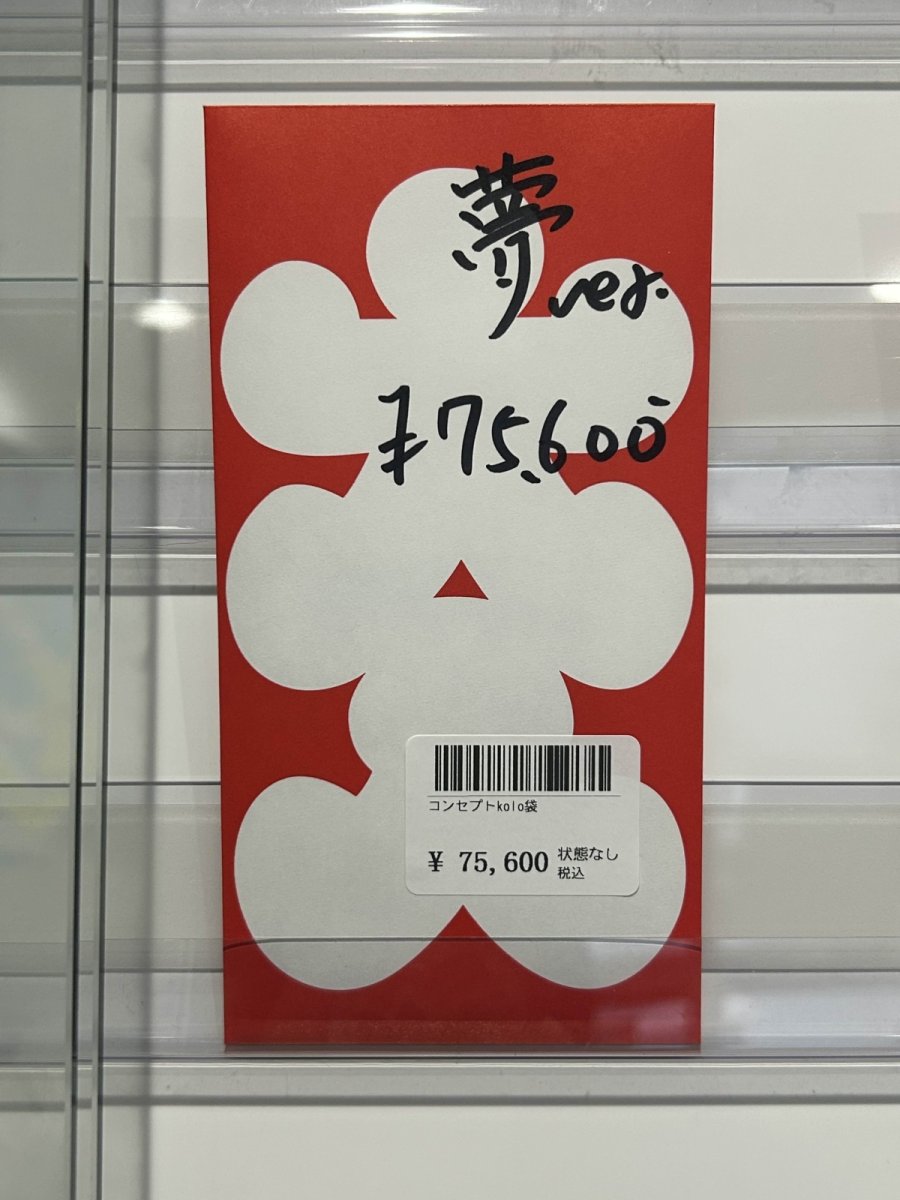 夢ver.
¥75,600
コンセプトkolo袋
¥ 75,600 状態なし
税込